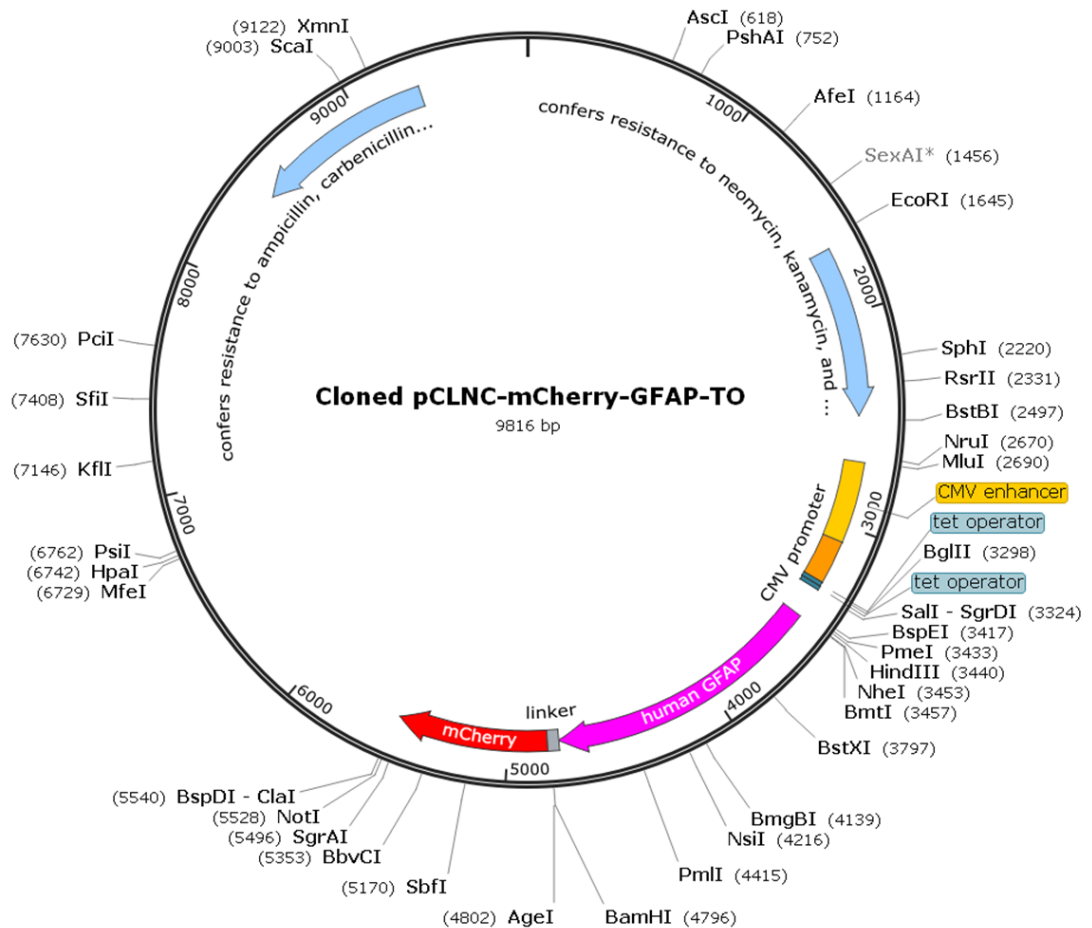 Cloned pCLNC-mCherry-GFAP-TO
9816 bp
AscI (618)
PshAI (752)
AfeI (1164)
SexAI* (1456)
EcoRI (1645)
SphI (2220)
RsrII (2331)
BstBI (2497)
NruI (2670)
MluI (2690)
CMV enhancer
tet operator
BglII (3298)
tet operator
SalI - SgrDI (3324)
BspEI (3417)
PmeI (3433)
HindIII (3440)
NheI (3453)
BmtI (3457)
BstXI (3797)
BmgBI (4139)
NsiI (4216)
PmlI (4415)
BamHI (4796)
(4802) AgeI
(5170) SbfI
(5353) BbvCI
(5496) SgrAI
(5528) NotI
(5540) BspDI - ClaI
(6729) MfeI
(6742) HpaI
(6762) PsiI
(7146) KflI
(7408) SfiI
(7630) PciI
(9003) ScaI
(9122) XmnI
1000
2000
3000
4000
5000
6000
7000
8000
9000
confers resistance to neomycin, kanamycin, and ...
CMV promoter
human GFAP
linker
mCherry
confers resistance to ampicillin, carbenicillin...